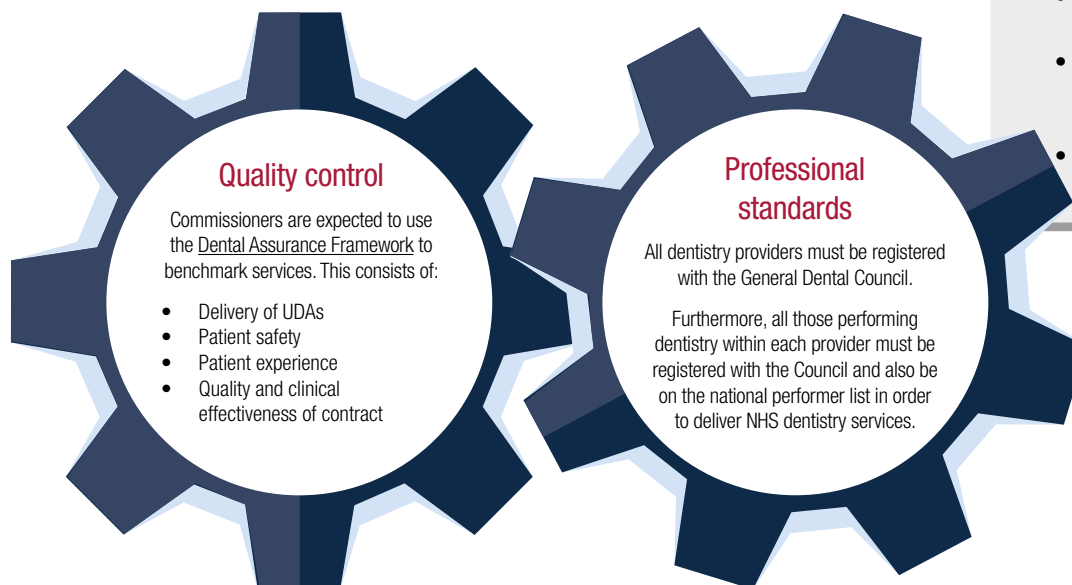 Quality control
Commissioners are expected to use
the Dental Assurance Framework to
benchmark services. This consists of:
• Delivery of UDAs
• Patient safety
• Patient experience
• Quality and clinical
effectiveness of contract
Professional
standards
All dentistry providers must be registered
with the General Dental Council.
Furthermore, all those performing
dentistry within each provider must be
registered with the Council and also be
on the national performer list in order
to deliver NHS dentistry services.